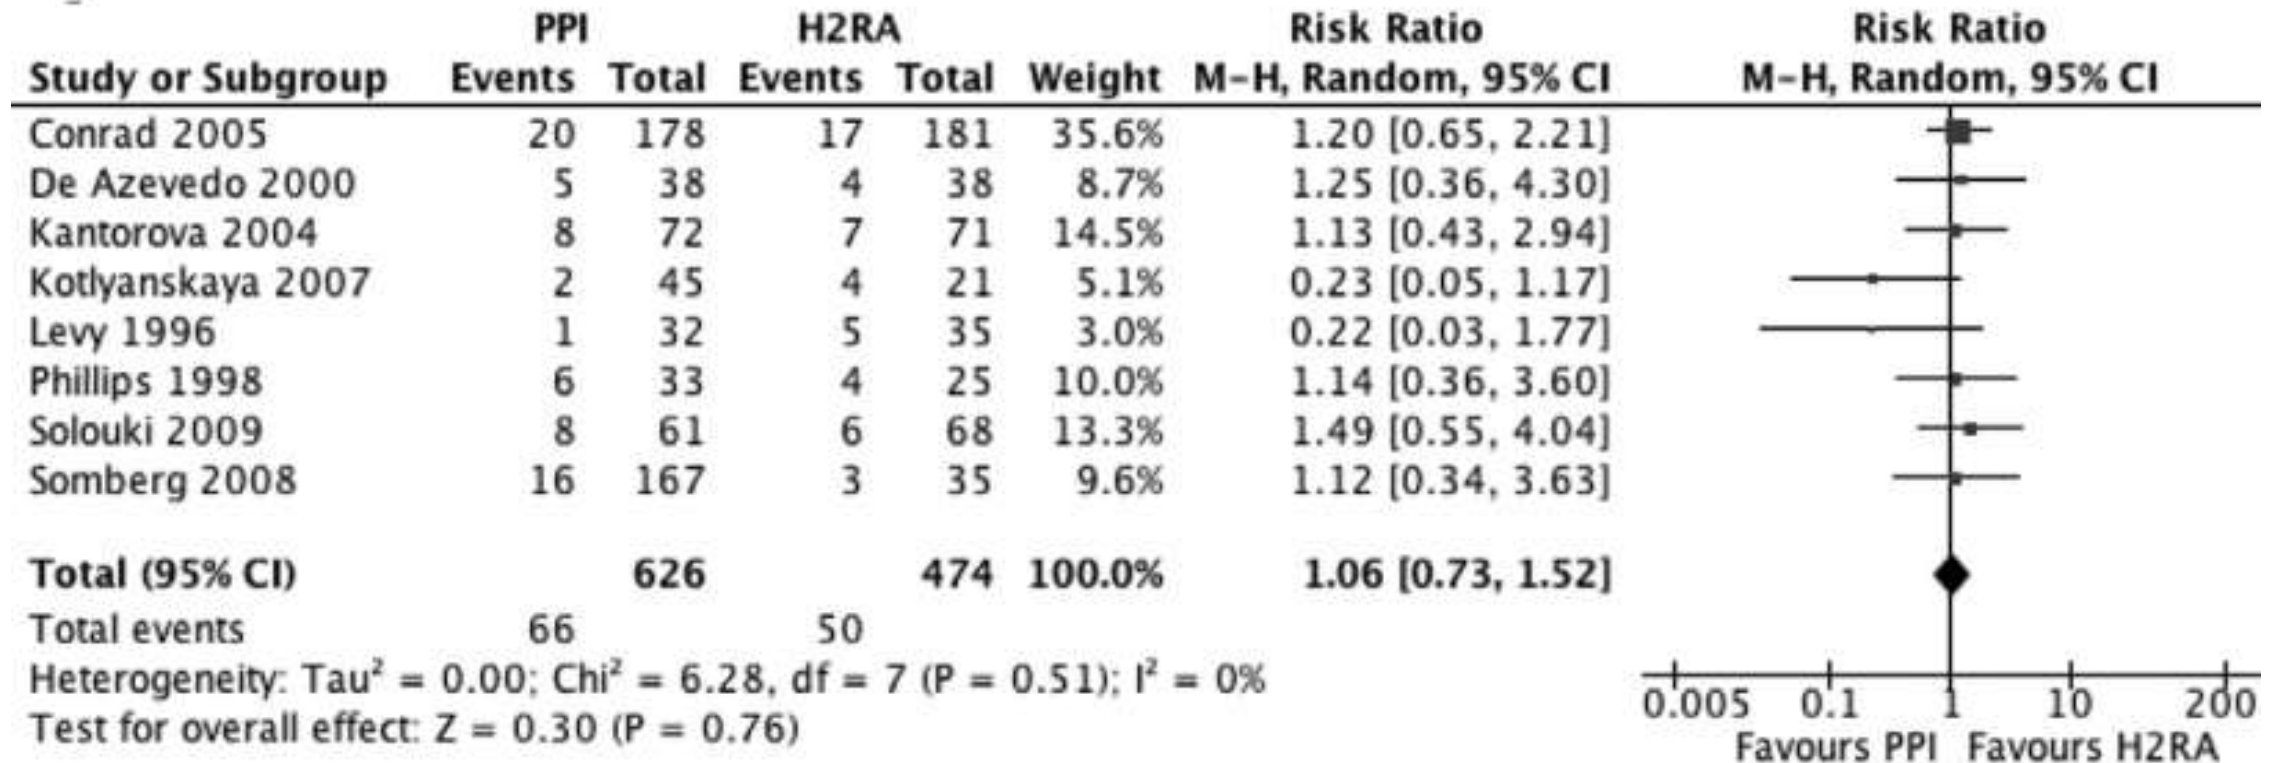 PPI H2RA Risk Ratio Risk Ratio
Study or Subgroup Events Total Events Total Weight M-H, Random, 95% CI M-H, Random, 95% CI
Conrad 2005 20 178 17 181 35.6% 1.20 [0.65, 2.21]
De Azevedo 2000 5 38 4 38 8.7% 1.25 [0.36, 4.30]
Kantorova 2004 8 72 7 71 14.5% 1.13 [0.43, 2.94]
Kotlyanskaya 2007 2 45 4 21 5.1% 0.23 [0.05, 1.17]
Levy 1996 1 32 5 35 3.0% 0.22 [0.03, 1.77]
Phillips 1998 6 33 4 25 10.0% 1.14 [0.36, 3.60]
Solouki 2009 8 61 6 68 13.3% 1.49 [0.55, 4.04]
Somberg 2008 16 167 3 35 9.6% 1.12 [0.34, 3.63]
Total (95% CI) 626 474 100.0% 1.06 [0.73, 1.52]
Total events 66 50
Heterogeneity: Tau² = 0.00; Chi² = 6.28, df = 7 (P = 0.51); I² = 0%
Test for overall effect: Z = 0.30 (P = 0.76)
0.005 0.1 1 10 200
Favours PPI Favours H2RA